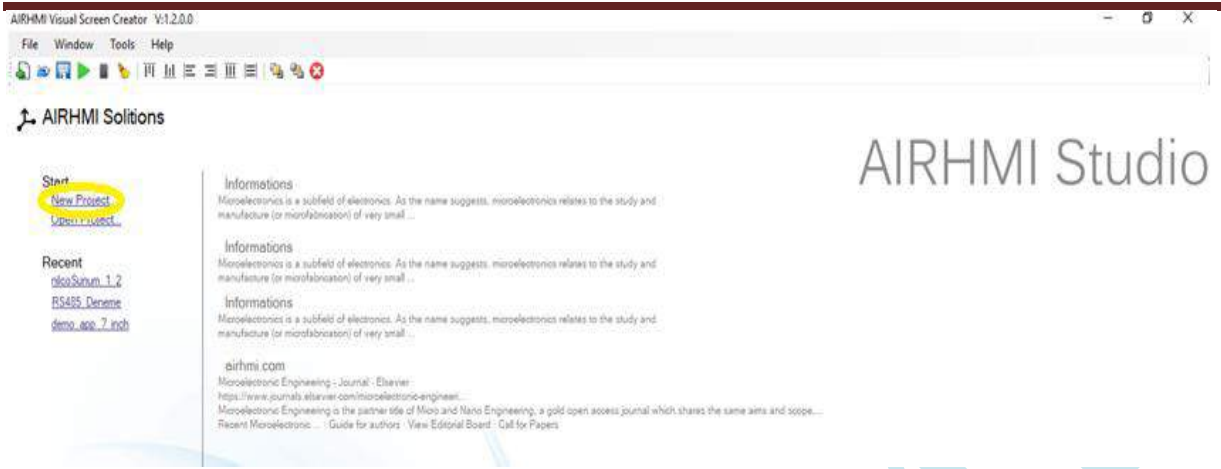 AIRHMI Visual Screen Creator V:1.2.0.0
File Window Tools Help
AIRHMI Solitions
AIRHMI Studio
Start
New Project...
Open Project...
Recent
RS485_Deneme
demo_app_7_inch
Informations
Microelectronics is a subfield of electronics. As the name suggests, microelectronics relates to the study and
manufacture (or microfabrication) of very small ...
Informations
Microelectronics is a subfield of electronics. As the name suggests, microelectronics relates to the study and
manufacture (or microfabrication) of very small ...
Informations
Microelectronics is a subfield of electronics. As the name suggests, microelectronics relates to the study and
manufacture (or microfabrication) of very small ...
airhmi.com
Microelectronic Engineering - Journal - Elsevier
https://www.journals.elsevier.com/microelectronic-engineeri...
Microelectronic Engineering is the partner title of Micro and Nano Engineering, a gold open access journal which shares the same aims and scope....
Recent Microelectronic ... · Guide for authors · View Editorial Board · Call for Papers